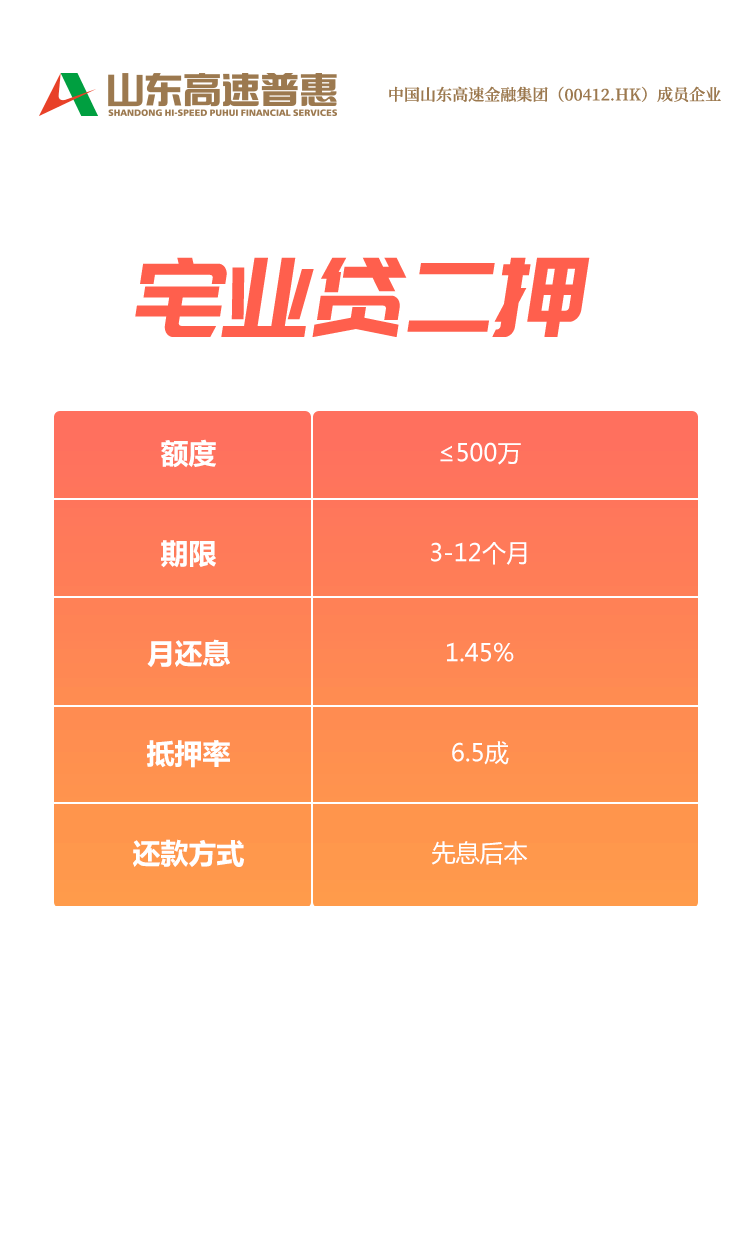 山东高速普惠
SHANDONG HI-SPEED PUHUI FINANCIAL SERVICES
中国山东高速金融集团（00412.HK）成员企业
宅业贷二押
额度 ≤500万
期限 3-12个月
月还息 1.45%
抵押率 6.5成
还款方式 先息后本